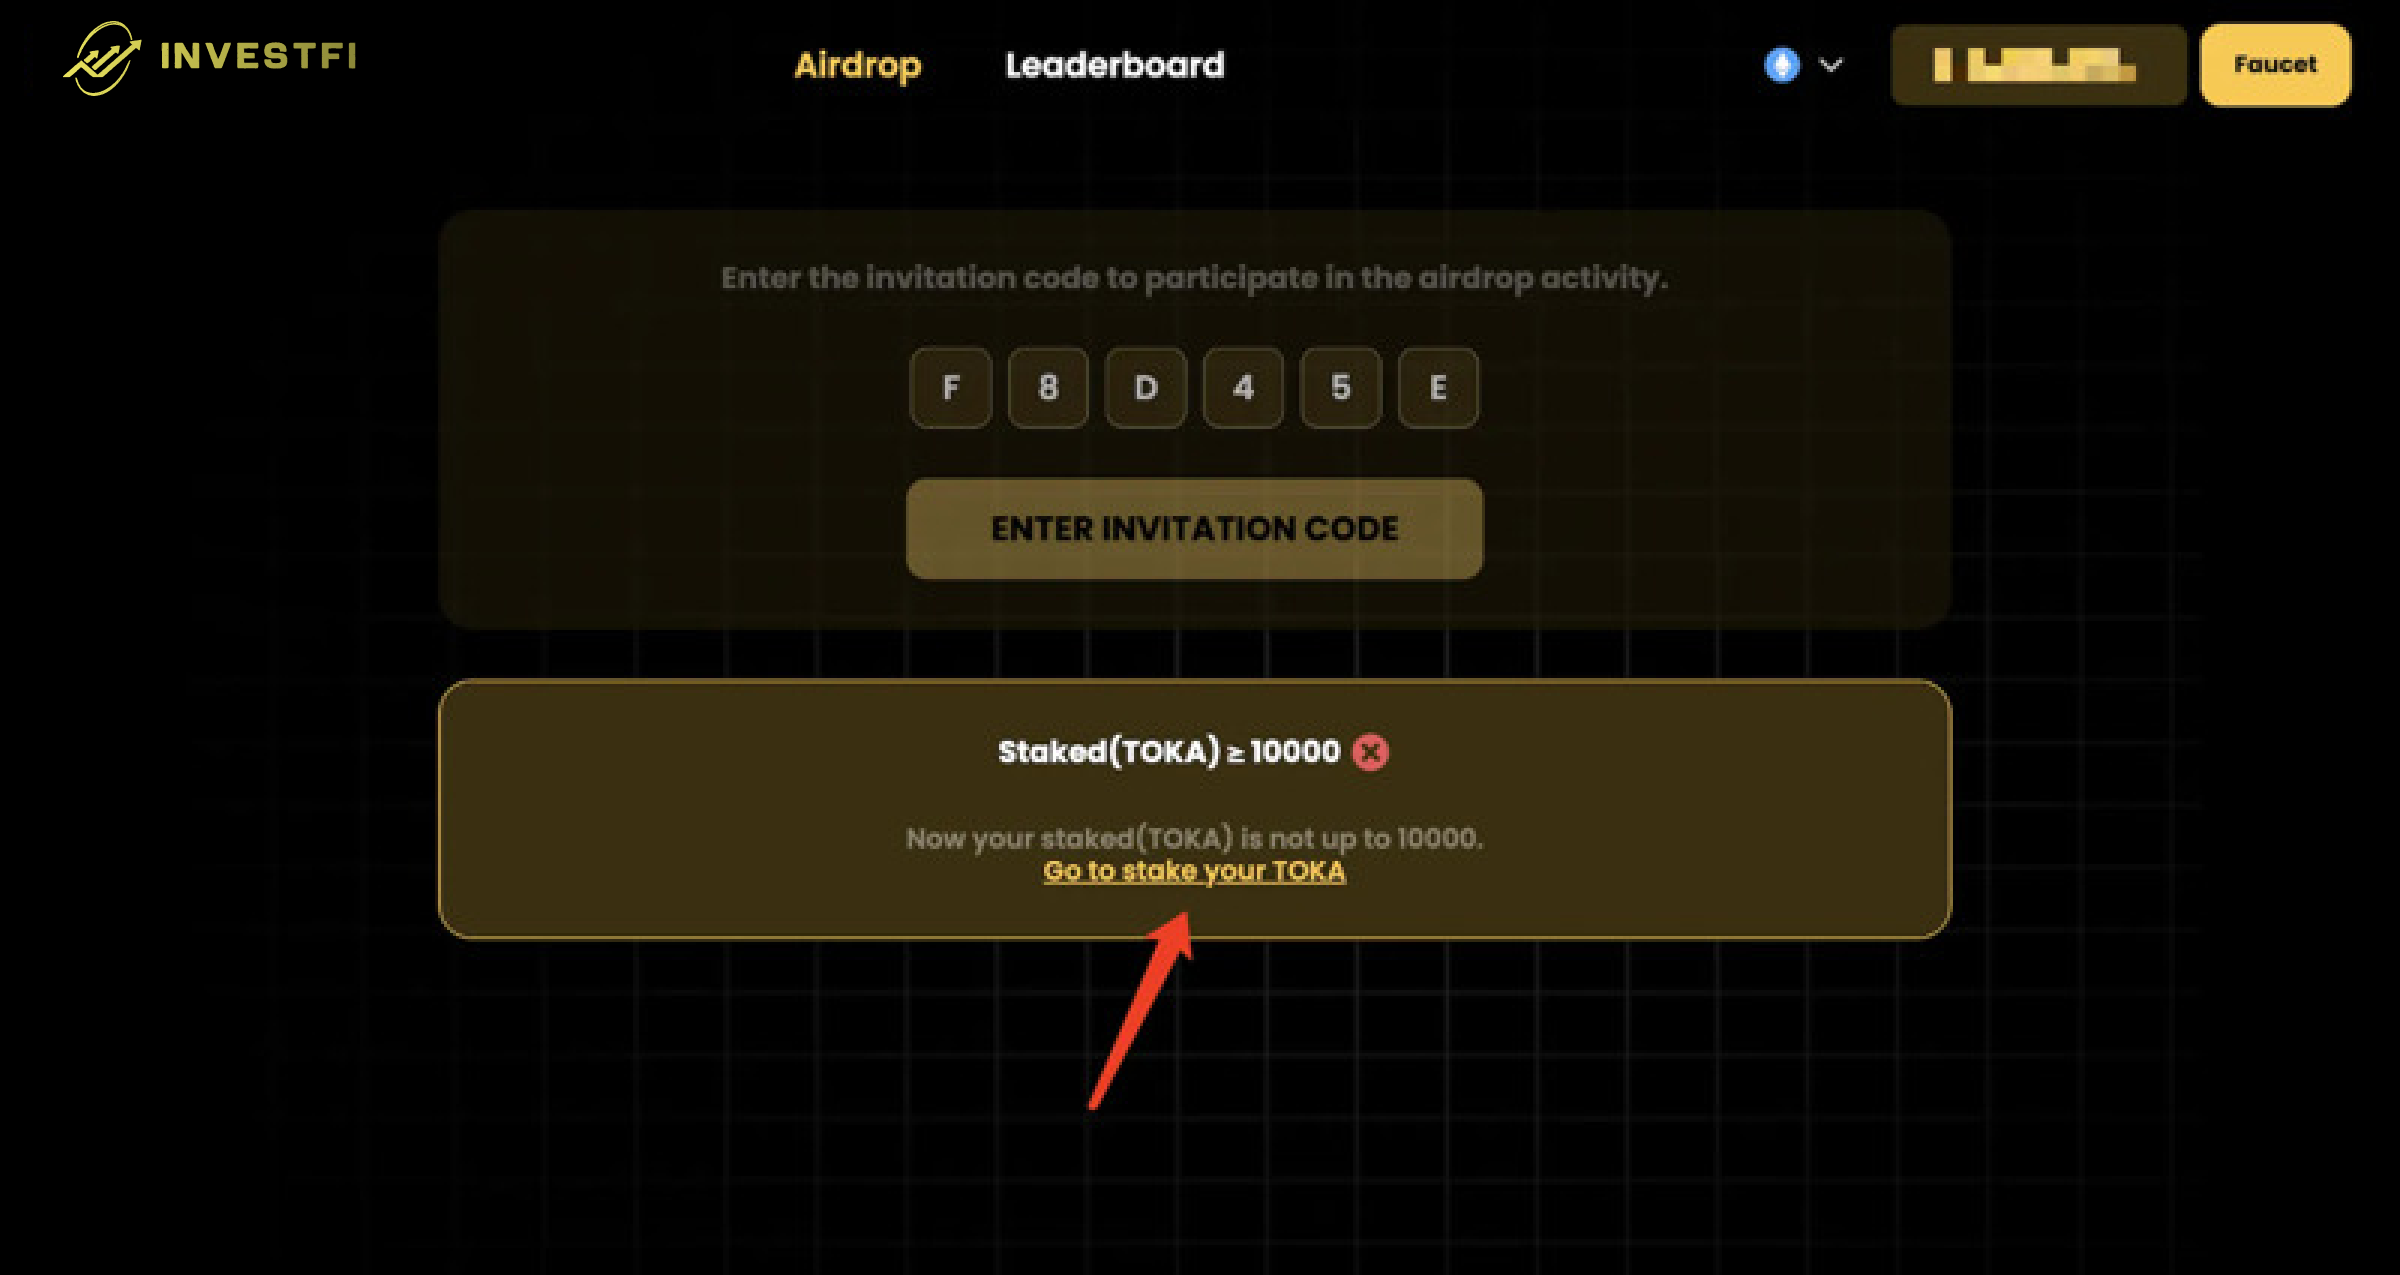 INVESTFI
Airdrop
Leaderboard
Faucet
Enter the invitation code to participate in the airdrop activity.
F 8 D 4 5 E
ENTER INVITATION CODE
Staked(TOKA) ≥ 10000
Now your staked(TOKA) is not up to 10000.
Go to stake your TOKA